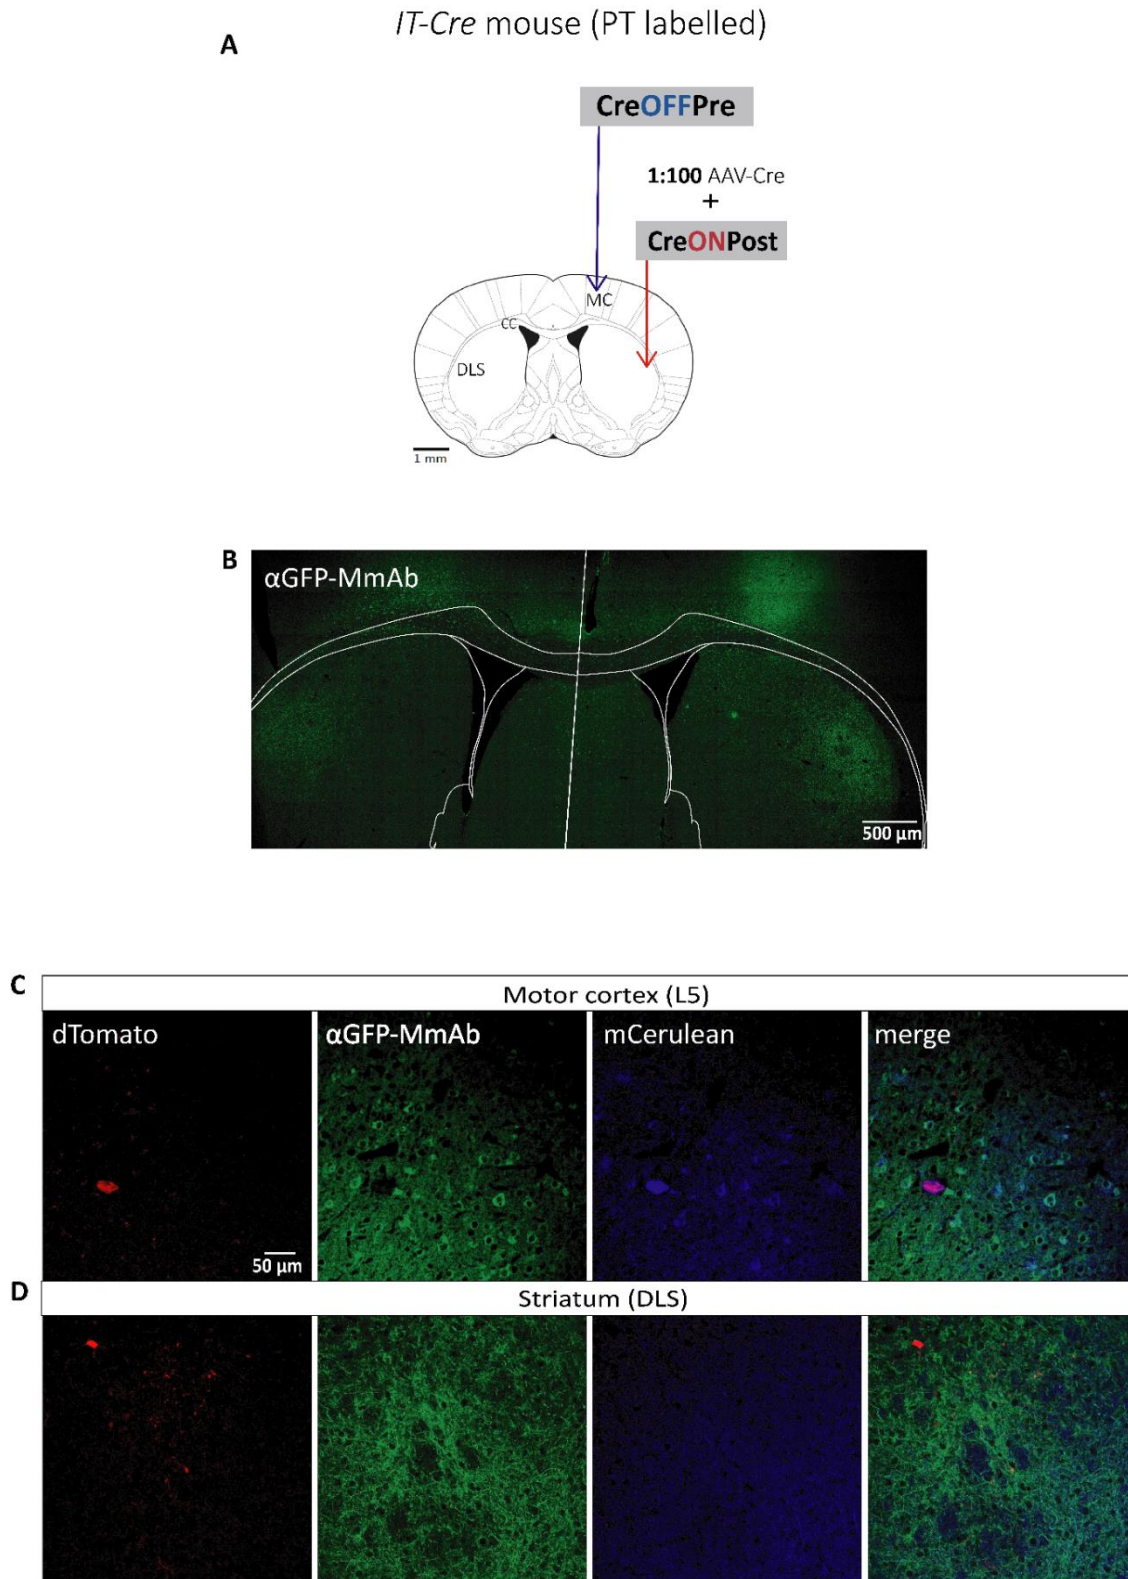 IT-Cre mouse (PT labelled)
A
CreOFFPre
1:100 AAV-Cre
+
CreONPost
MC
CC
DLS
1 mm
B
αGFP-MmAb
500 µm
C
Motor cortex (L5)
dTomato
αGFP-MmAb
mCerulean
merge
50 µm
D
Striatum (DLS)